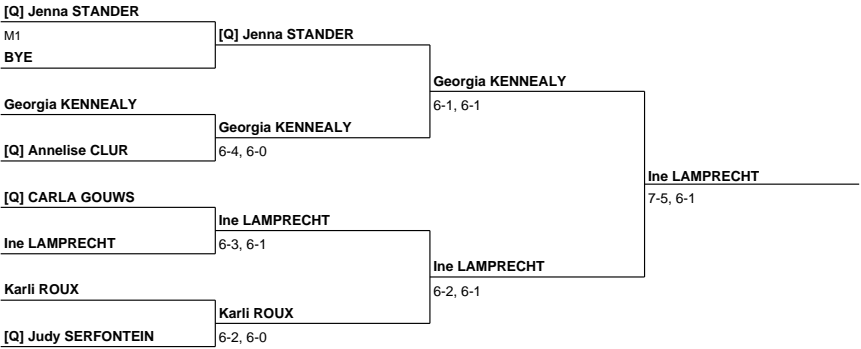 [Q] Jenna STANDER
M1
[Q] Jenna STANDER
BYE
Georgia KENNEALY
6-1, 6-1
Georgia KENNEALY
Georgia KENNEALY
[Q] Annelise CLUR
6-4, 6-0
Ine LAMPRECHT
7-5, 6-1
[Q] CARLA GOUWS
Ine LAMPRECHT
Ine LAMPRECHT
6-3, 6-1
Ine LAMPRECHT
6-2, 6-1
Karli ROUX
Karli ROUX
[Q] Judy SERFONTEIN
6-2, 6-0